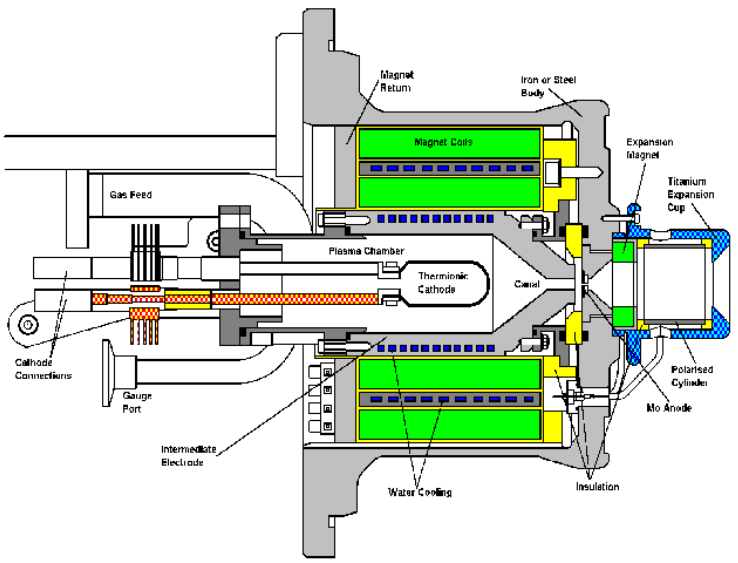 Magnet
Return
Iron or Steel
Body
Magnet Coils
Expansion
Magnet
Titanium
Expansion
Cup
Gas Feed
Plasma Chamber
Thermionic
Cathode
Canal
Cathode
Connections
Gauge
Port
Polarised
Cylinder
Mo Anode
Intermediate
Electrode
Water Cooling
Insulation